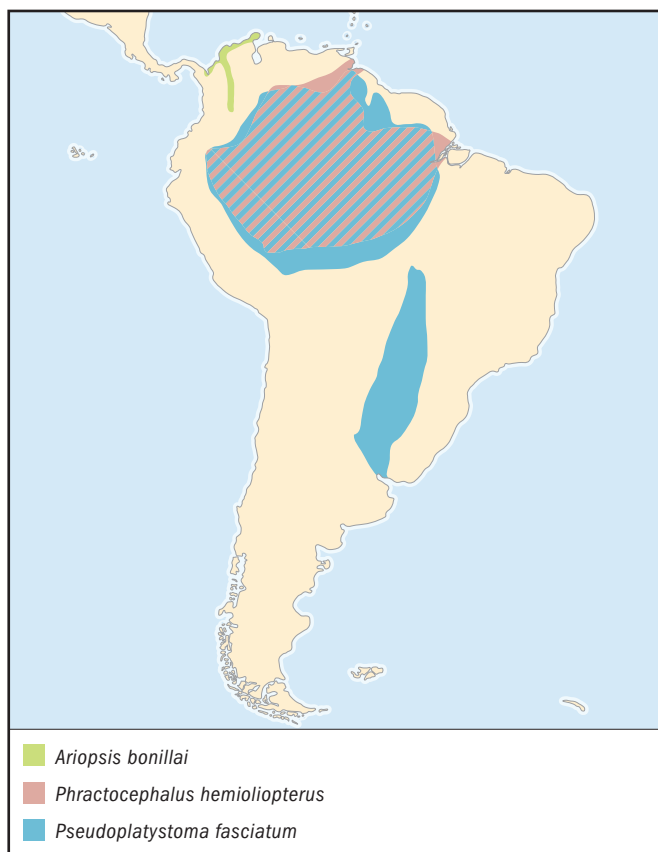 Ariopsis bonillai
Phractocephalus hemioliopterus
Pseudoplatystoma fasciatum